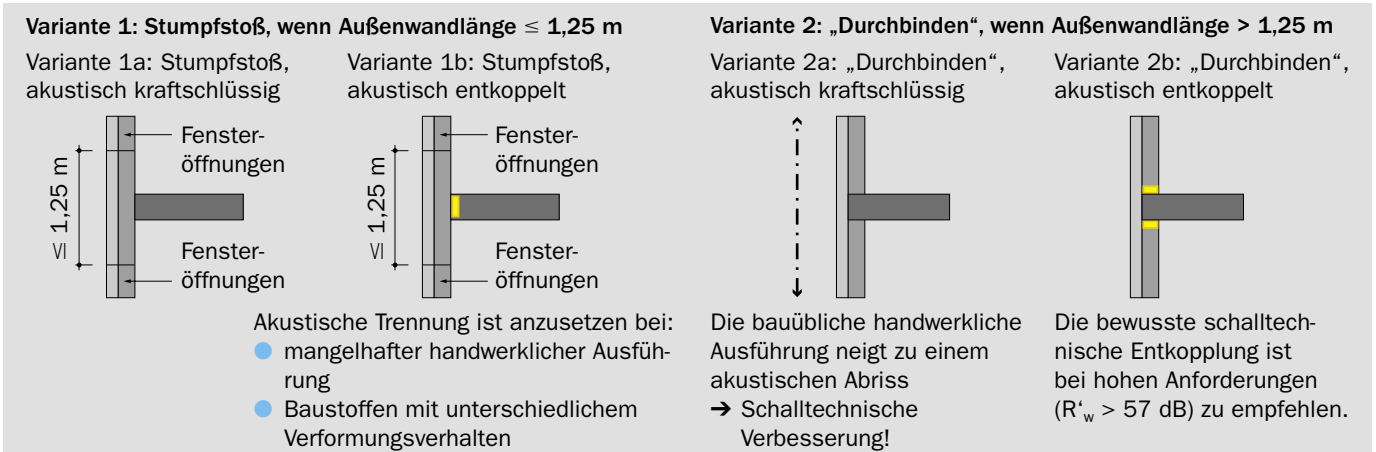 Variante 1: Stumpfstoß, wenn Außenwandlänge ≤ 1,25 m
Variante 1a: Stumpfstoß,
akustisch kraftschlüssig
Fenster-
öffnungen
≤ 1,25 m
Fenster-
öffnungen
Variante 1b: Stumpfstoß,
akustisch entkoppelt
Fenster-
öffnungen
≤ 1,25 m
Fenster-
öffnungen
Akustische Trennung ist anzusetzen bei:
● mangelhafter handwerklicher Ausfüh-
rung
● Baustoffen mit unterschiedlichem
Verformungsverhalten
Variante 2: „Durchbinden“, wenn Außenwandlänge > 1,25 m
Variante 2a: „Durchbinden“,
akustisch kraftschlüssig
Die bauübliche handwerkliche
Ausführung neigt zu einem
akustischen Abriss
➔ Schalltechnische
Verbesserung!
Variante 2b: „Durchbinden“,
akustisch entkoppelt
Die bewusste schalltech-
nische Entkopplung ist
bei hohen Anforderungen
(R‘w > 57 dB) zu empfehlen.